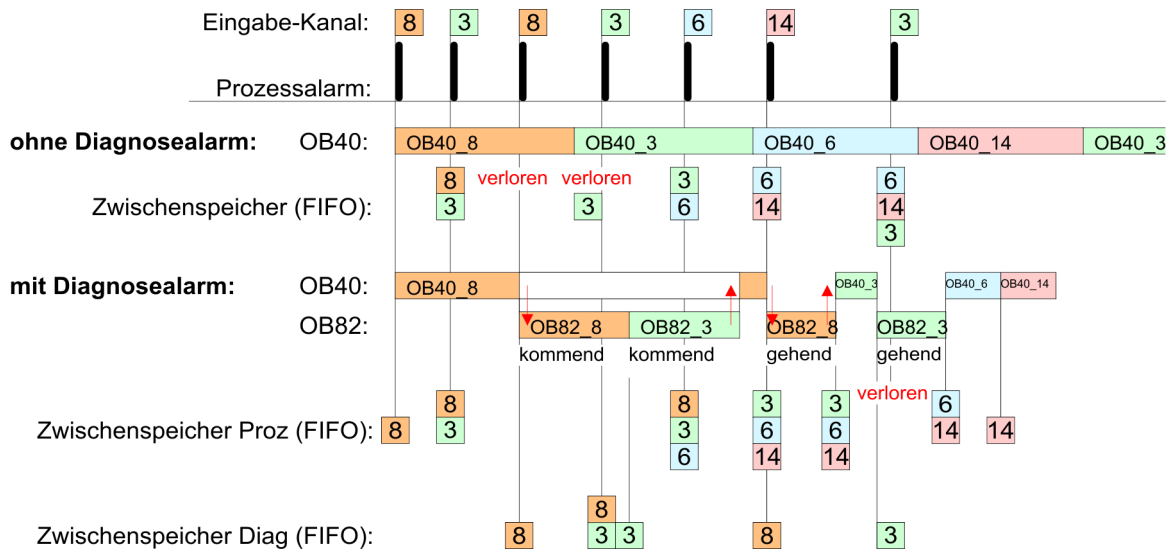 Eingabe-Kanal: 8 3 8 3 6 14 3
Prozessalarm:
ohne Diagnosealarm: OB40: OB40_8 OB40_3 OB40_6 OB40_14 OB40_3
8 verloren verloren 3 6 6
Zwischenspeicher (FIFO): 3 3 6 14 14
3
mit Diagnosealarm: OB40: OB40_8 OB40_3 OB40_6 OB40_14
OB82: OB82_8 OB82_3 OB82_8 OB82_3
kommend kommend gehend gehend
verloren
8 8 3 3 6
Zwischenspeicher Proz (FIFO): 8 3 3 6 6 14 14
6 14 14
8
Zwischenspeicher Diag (FIFO): 8 3 3 8 3